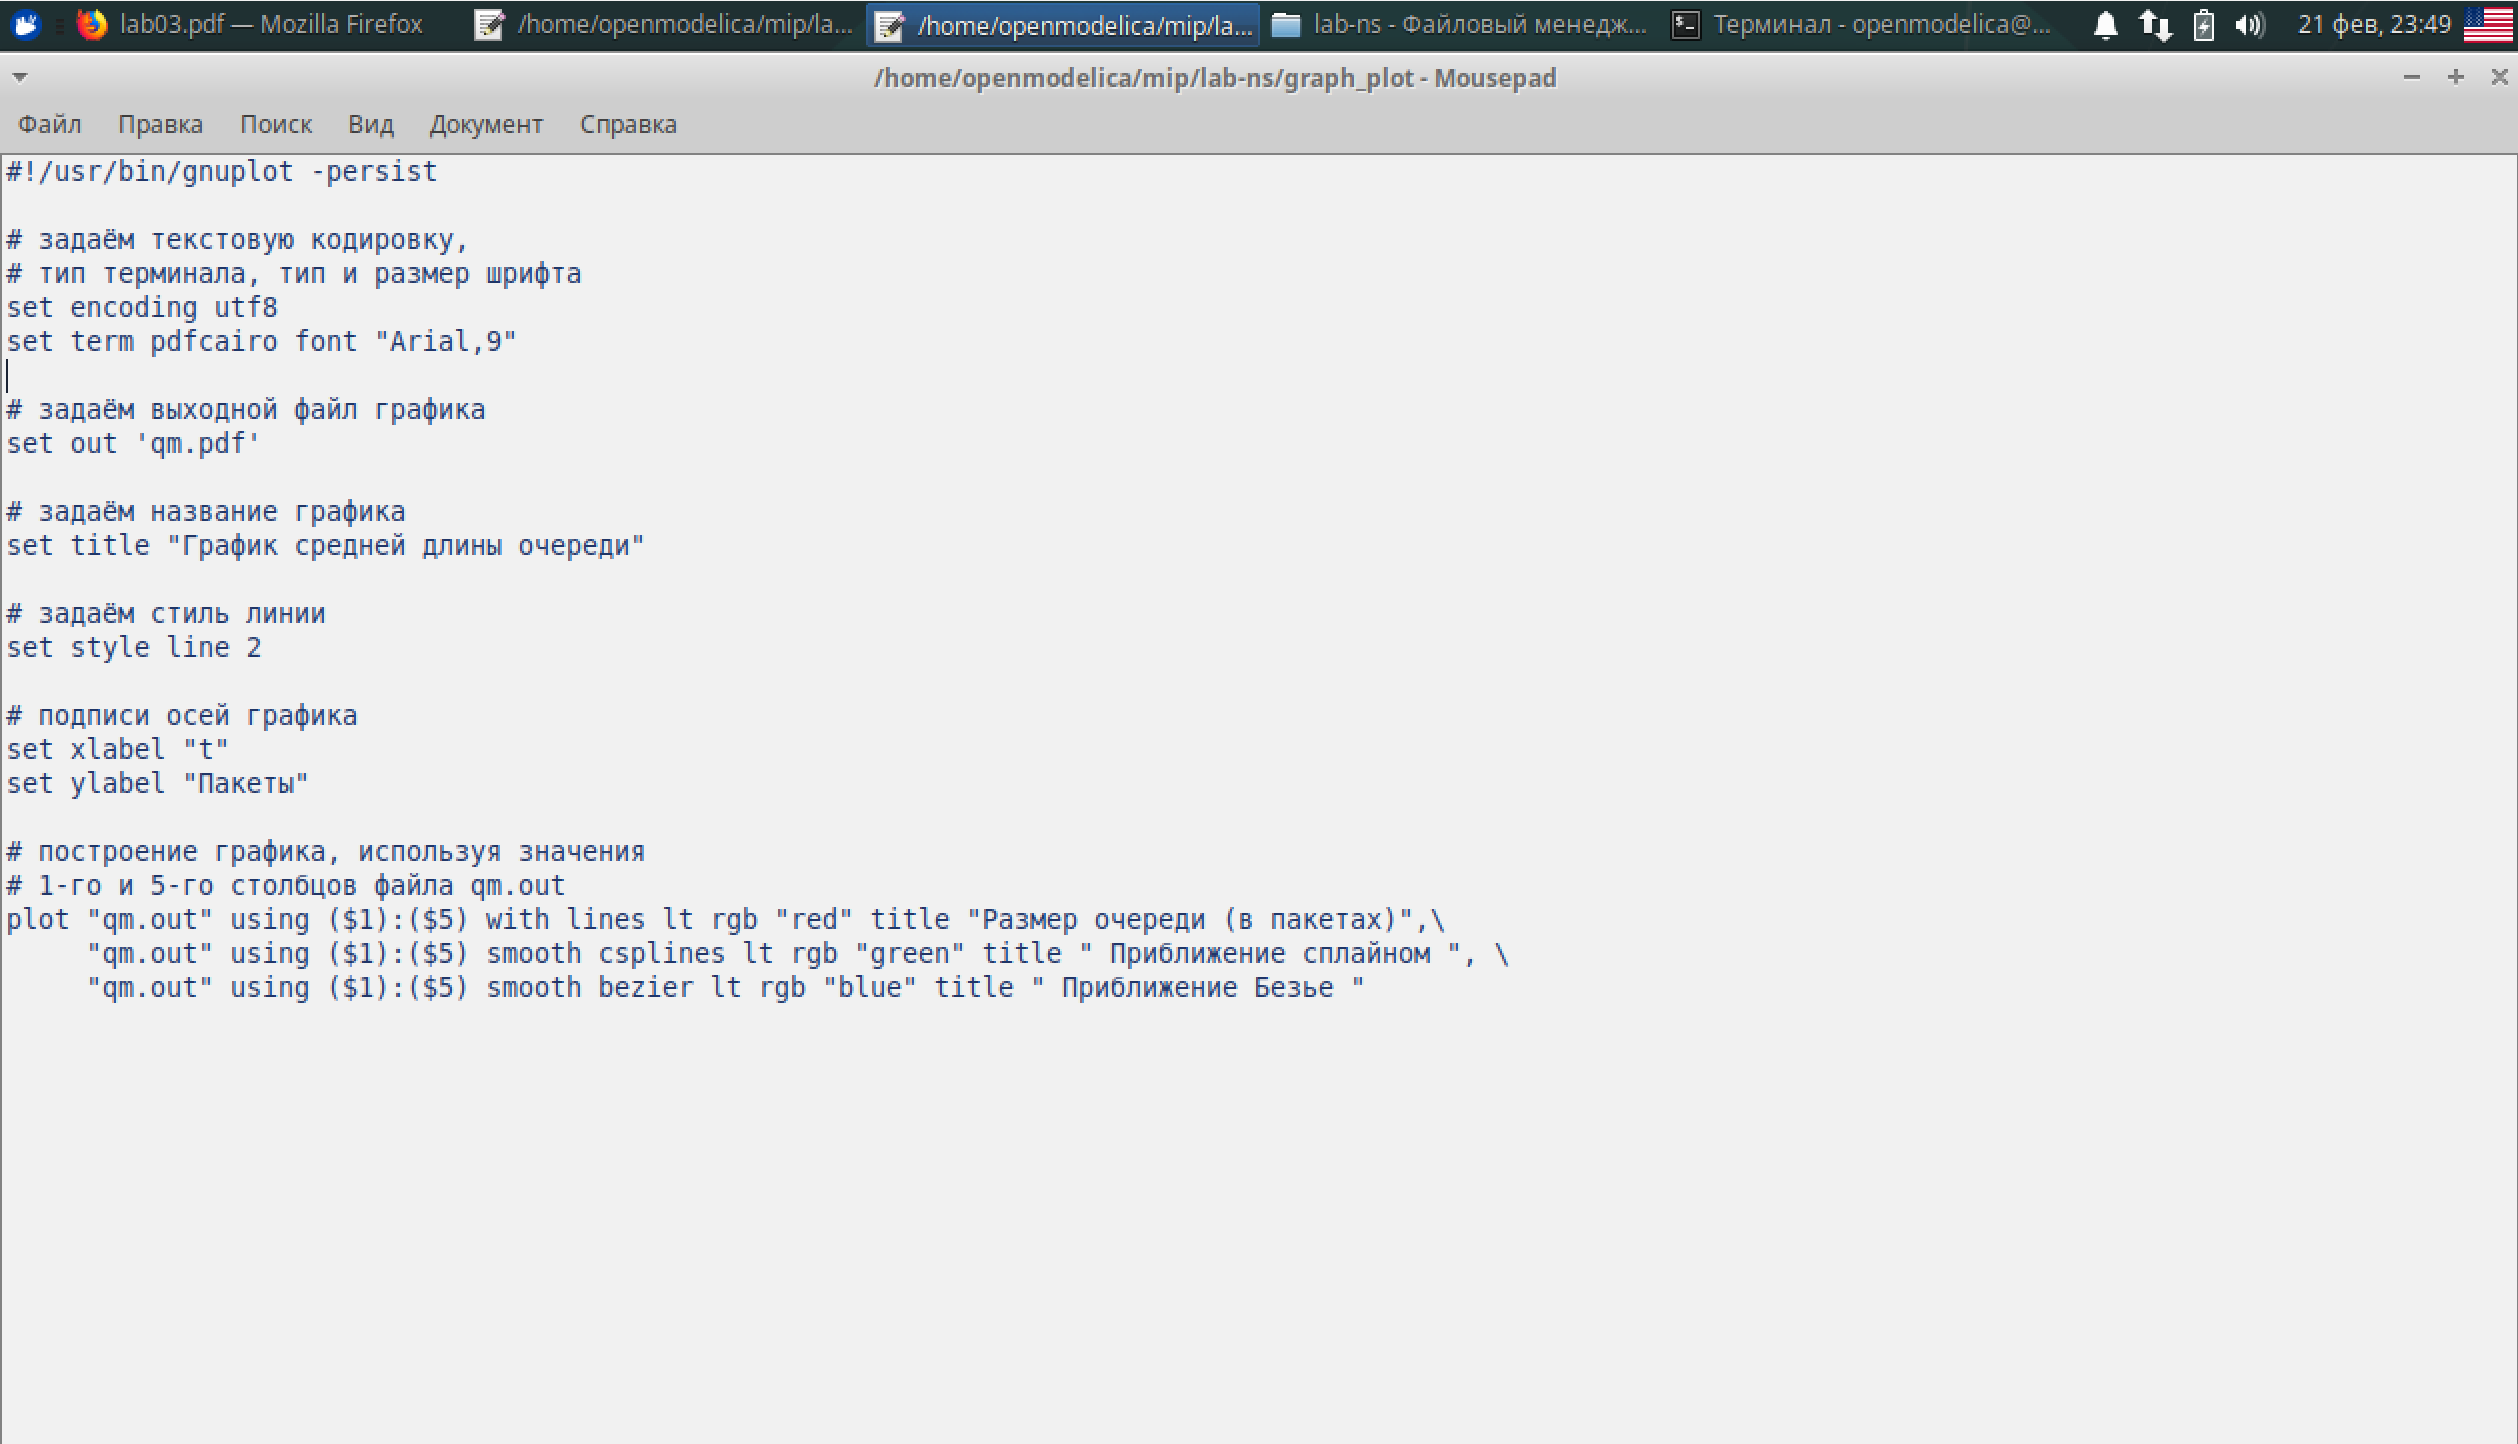 lab03.pdf — Mozilla Firefox
/home/openmodelica/mip/la...
/home/openmodelica/mip/la...
lab-ns - Файловый менедж...
Терминал - openmodelica@...
21 фев, 23:49
/home/openmodelica/mip/lab-ns/graph_plot - Mousepad
Файл Правка Поиск Вид Документ Справка
#!/usr/bin/gnuplot -persist
# задаём текстовую кодировку,
# тип терминала, тип и размер шрифта
set encoding utf8
set term pdfcairo font "Arial,9"
# задаём выходной файл графика
set out 'qm.pdf'
# задаём название графика
set title "График средней длины очереди"
# задаём стиль линии
set style line 2
# подписи осей графика
set xlabel "t"
set ylabel "Пакеты"
# построение графика, используя значения
# 1-го и 5-го столбцов файла qm.out
plot "qm.out" using ($1):($5) with lines lt rgb "red" title "Размер очереди (в пакетах)",\
"qm.out" using ($1):($5) smooth csplines lt rgb "green" title " Приближение сплайном ", \
"qm.out" using ($1):($5) smooth bezier lt rgb "blue" title " Приближение Безье "